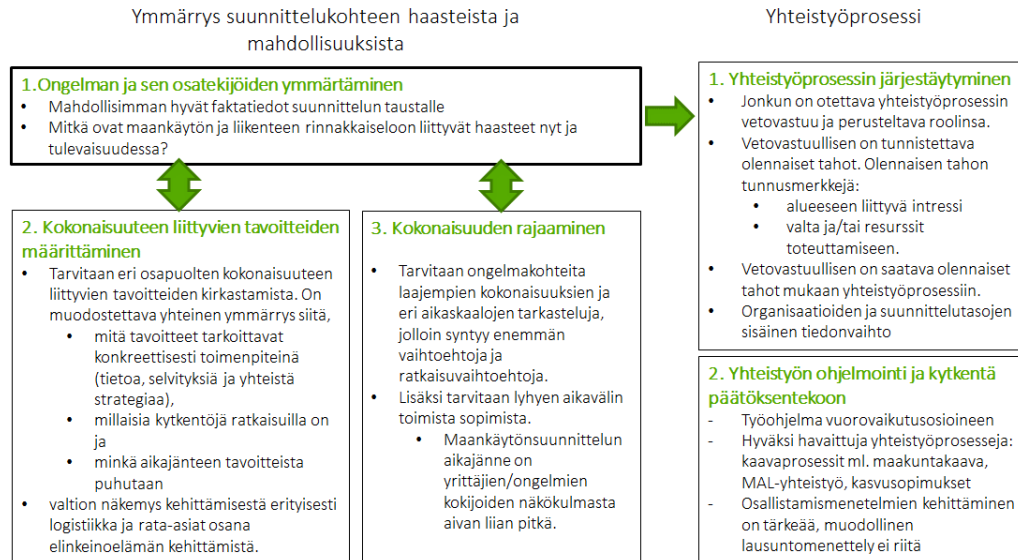 Ymmärrys suunnittelukohteen haasteista ja
mahdollisuuksista
1.Ongelman ja sen osatekijöiden ymmärtäminen
• Mahdollisimman hyvät faktatiedot suunnittelun taustalle
• Mitkä ovat maankäytön ja liikenteen rinnakkaiseloon liittyvät haasteet nyt ja
tulevaisuudessa?
2. Kokonaisuuteen liittyvien tavoitteiden
määrittäminen
• Tarvitaan eri osapuolten kokonaisuuteen
liittyvien tavoitteiden kirkastamista. On
muodostettava yhteinen ymmärrys siitä,
• mitä tavoitteet tarkoittavat
konkreettisesti toimenpiteinä
(tietoa, selvityksiä ja yhteistä
strategiaa),
• millaisia kytkentöjä ratkaisuilla on
ja
• minkä aikajänteen tavoitteista
puhutaan
• valtion näkemys kehittämisestä erityisesti
logistiikka ja rata-asiat osana
elinkeinoelämän kehittämistä.
3. Kokonaisuuden rajaaminen
• Tarvitaan ongelmakohteita
laajempien kokonaisuuksien ja
eri aikaskaalojen tarkasteluja,
jolloin syntyy enemmän
vaihtoehtoja ja
ratkaisuvaihtoehtoja.
• Lisäksi tarvitaan lyhyen aikavälin
toimista sopimista.
• Maankäytönsuunnittelun
aikajänne on
yrittäjien/ongelmien
kokijoiden näkökulmasta
aivan liian pitkä.
Yhteistyöprosessi
1. Yhteistyöprosessin järjestäytyminen
• Jonkun on otettava yhteistyöprosessin
vetovastuu ja perusteltava roolinsa.
• Vetovastuullisen on tunnistettava
olennaiset tahot. Olennaisen tahon
tunnusmerkkejä:
• alueeseen liittyvä intressi
• valta ja/tai resurssit
toteuttamiseen.
• Vetovastuullisen on saatava olennaiset
tahot mukaan yhteistyöprosessiin.
• Organisaatioiden ja suunnittelutasojen
sisäinen tiedonvaihto
2. Yhteistyön ohjelmointi ja kytkentä
päätöksentekoon
- Työohjelma vuorovaikutusosioineen
- Hyväksi havaittuja yhteistyöprosesseja:
kaavaprosessit ml. maakuntakaava,
MAL-yhteistyö, kasvusopimukset
- Osallistamismenetelmien kehittäminen
on tärkeää, muodollinen
lausuntomenettely ei riitä